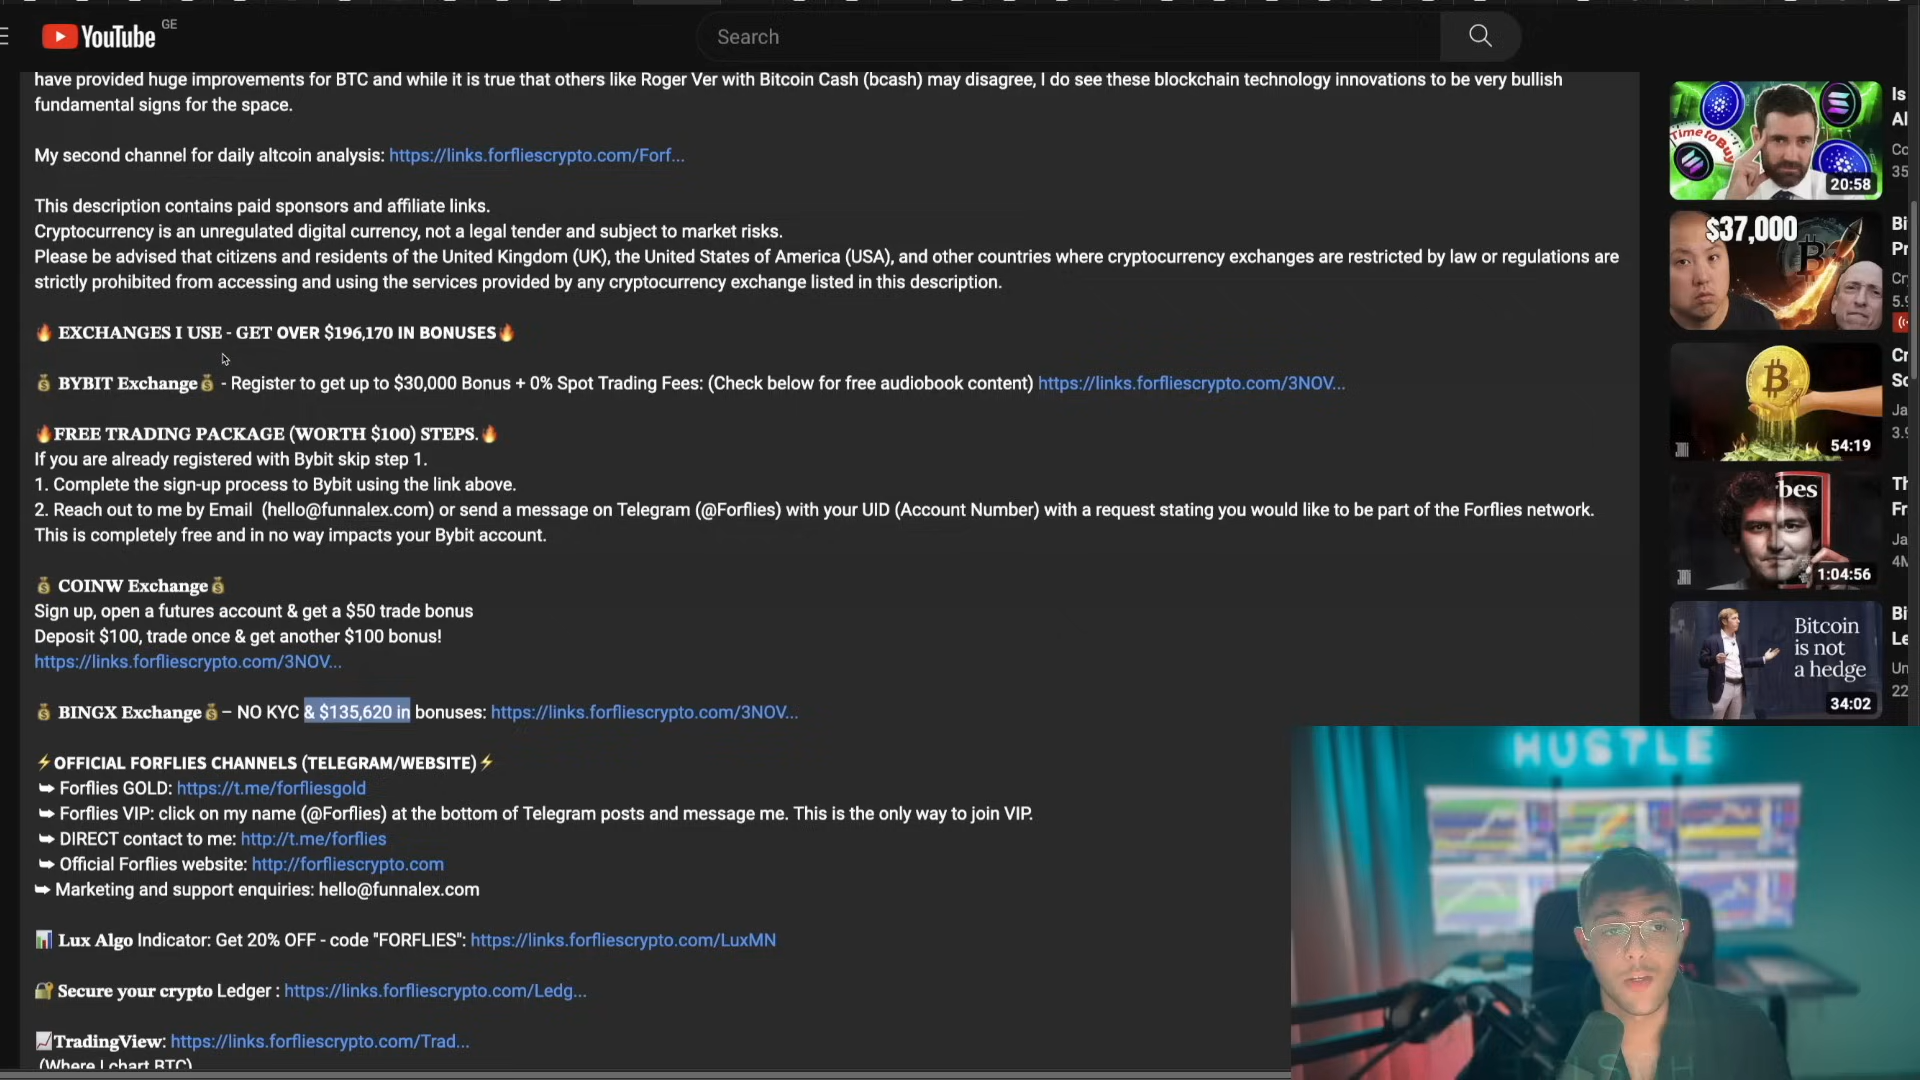 YouTube GE
Search
have provided huge improvements for BTC and while it is true that others like Roger Ver with Bitcoin Cash (bcash) may disagree, I do see these blockchain technology innovations to be very bullish
fundamental signs for the space.
My second channel for daily altcoin analysis: https://links.forfliescrypto.com/Forf...
This description contains paid sponsors and affiliate links.
Cryptocurrency is an unregulated digital currency, not a legal tender and subject to market risks.
Please be advised that citizens and residents of the United Kingdom (UK), the United States of America (USA), and other countries where cryptocurrency exchanges are restricted by law or regulations are
strictly prohibited from accessing and using the services provided by any cryptocurrency exchange listed in this description.
🔥 EXCHANGES I USE - GET OVER $196,170 IN BONUSES🔥
💰 BYBIT Exchange💰 - Register to get up to $30,000 Bonus + 0% Spot Trading Fees: (Check below for free audiobook content) https://links.forfliescrypto.com/3NOV...
🔥FREE TRADING PACKAGE (WORTH $100) STEPS.🔥
If you are already registered with Bybit skip step 1.
1. Complete the sign-up process to Bybit using the link above.
2. Reach out to me by Email (hello@funnalex.com) or send a message on Telegram (@Forflies) with your UID (Account Number) with a request stating you would like to be part of the Forflies network.
This is completely free and in no way impacts your Bybit account.
💰 COINW Exchange💰
Sign up, open a futures account & get a $50 trade bonus
Deposit $100, trade once & get another $100 bonus!
https://links.forfliescrypto.com/3NOV...
💰 BINGX Exchange💰– NO KYC & $135,620 in bonuses: https://links.forfliescrypto.com/3NOV...
⚡OFFICIAL FORFLIES CHANNELS (TELEGRAM/WEBSITE)⚡
➥ Forflies GOLD: https://t.me/forfliesgold
➥ Forflies VIP: click on my name (@Forflies) at the bottom of Telegram posts and message me. This is the only way to join VIP.
➥ DIRECT contact to me: http://t.me/forflies
➥ Official Forflies website: http://forfliescrypto.com
➥ Marketing and support enquiries: hello@funnalex.com
📊 Lux Algo Indicator: Get 20% OFF - code "FORFLIES": https://links.forfliescrypto.com/LuxMN
🔐 Secure your crypto Ledger : https://links.forfliescrypto.com/Ledg...
📈TradingView: https://links.forfliescrypto.com/Trad...
(Where I chart BTC)
Time to Buy
20:58
$37,000
54:19
bes
1:04:56
Bitcoin
is not
a hedge
34:02
HUSTLE